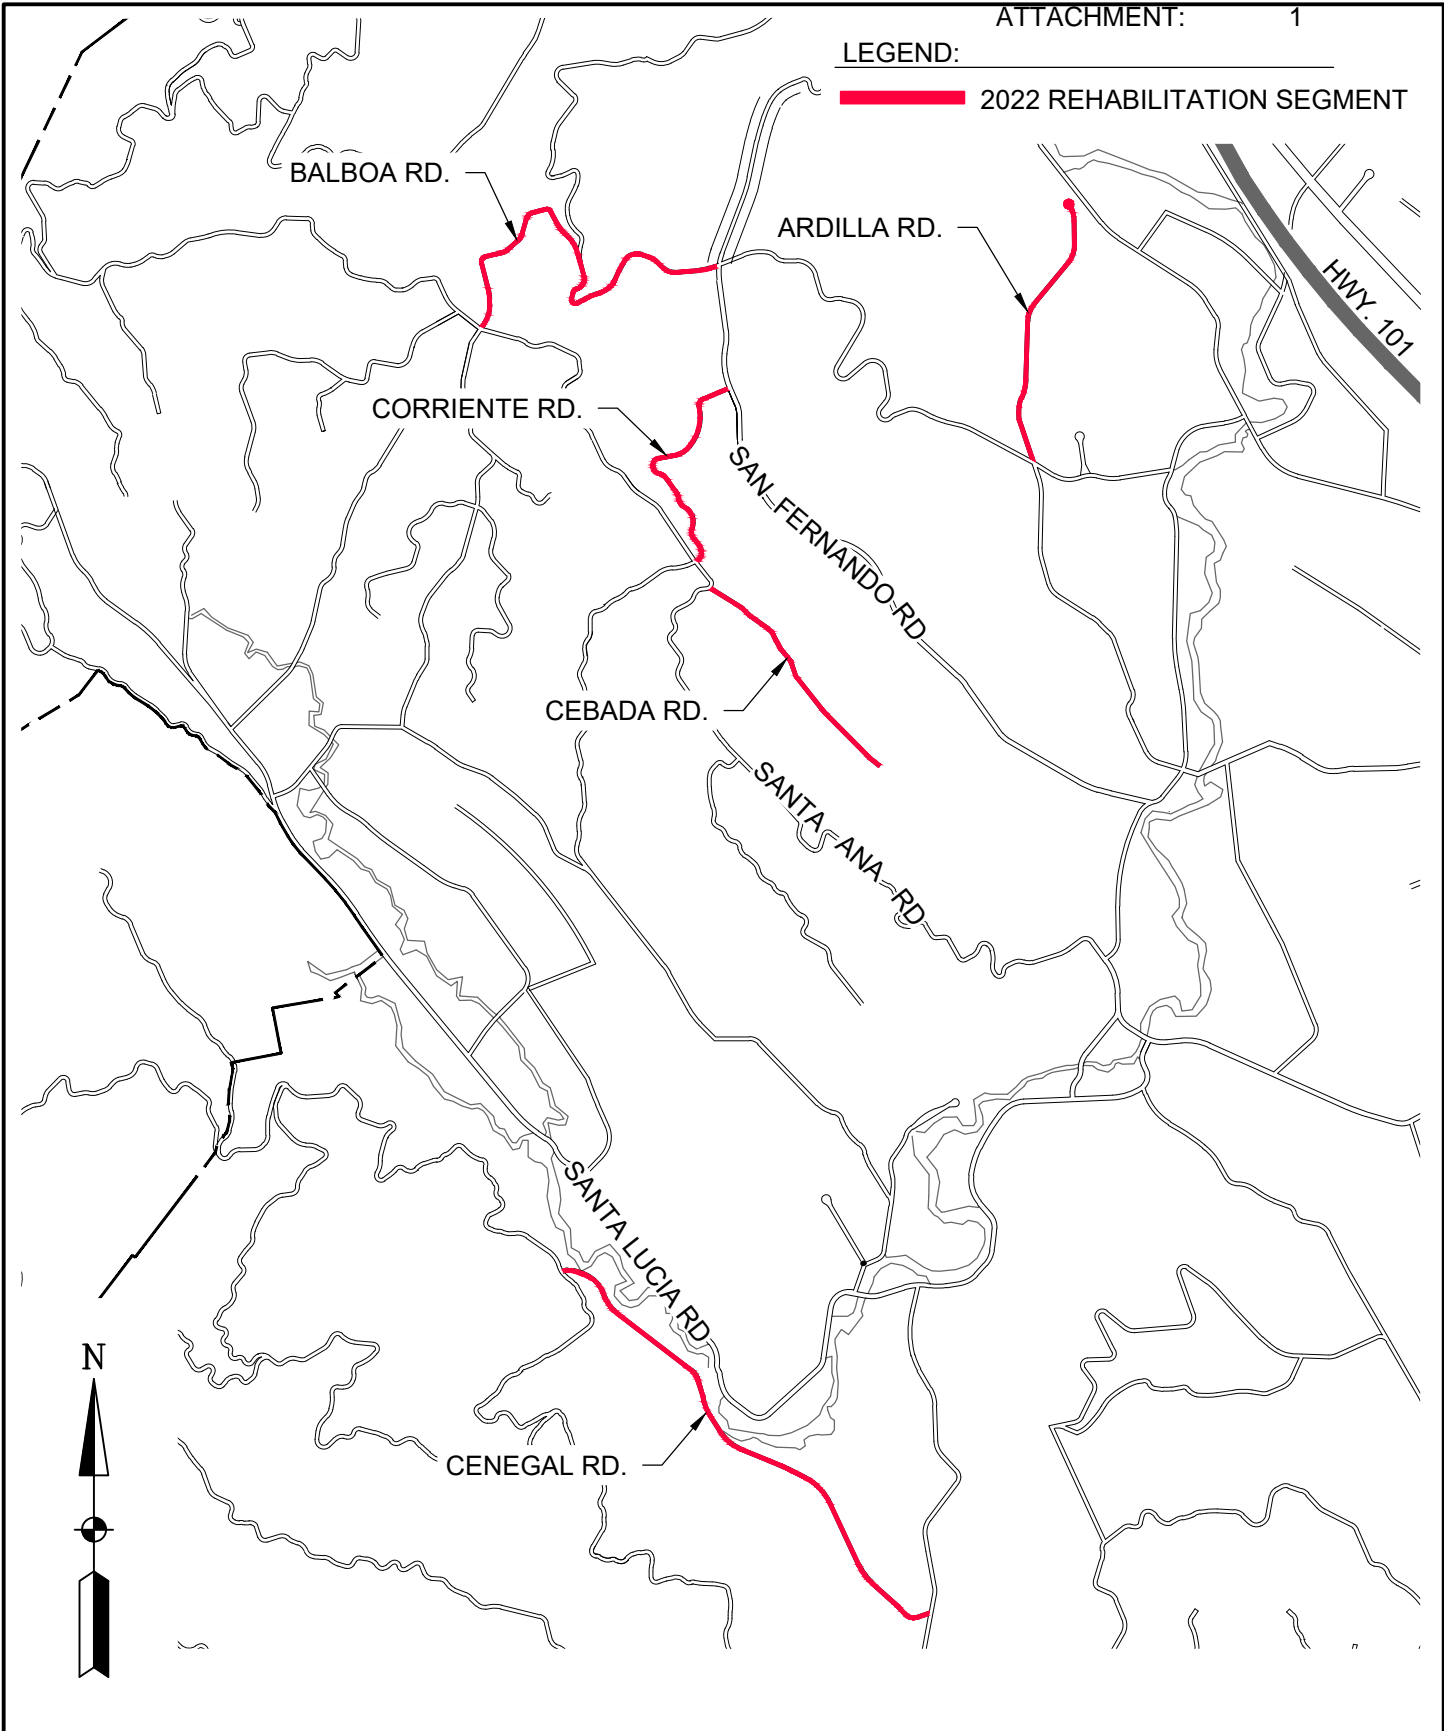 ATTACHMENT: 1
LEGEND:
2022 REHABILITATION SEGMENT
BALBOA RD.
ARDILLA RD.
HWY. 101
CORRIENTE RD.
SAN FERNANDO RD
CEBADA RD.
SANTA ANA RD
SANTA LUCIA RD
N
CENEGAL RD.